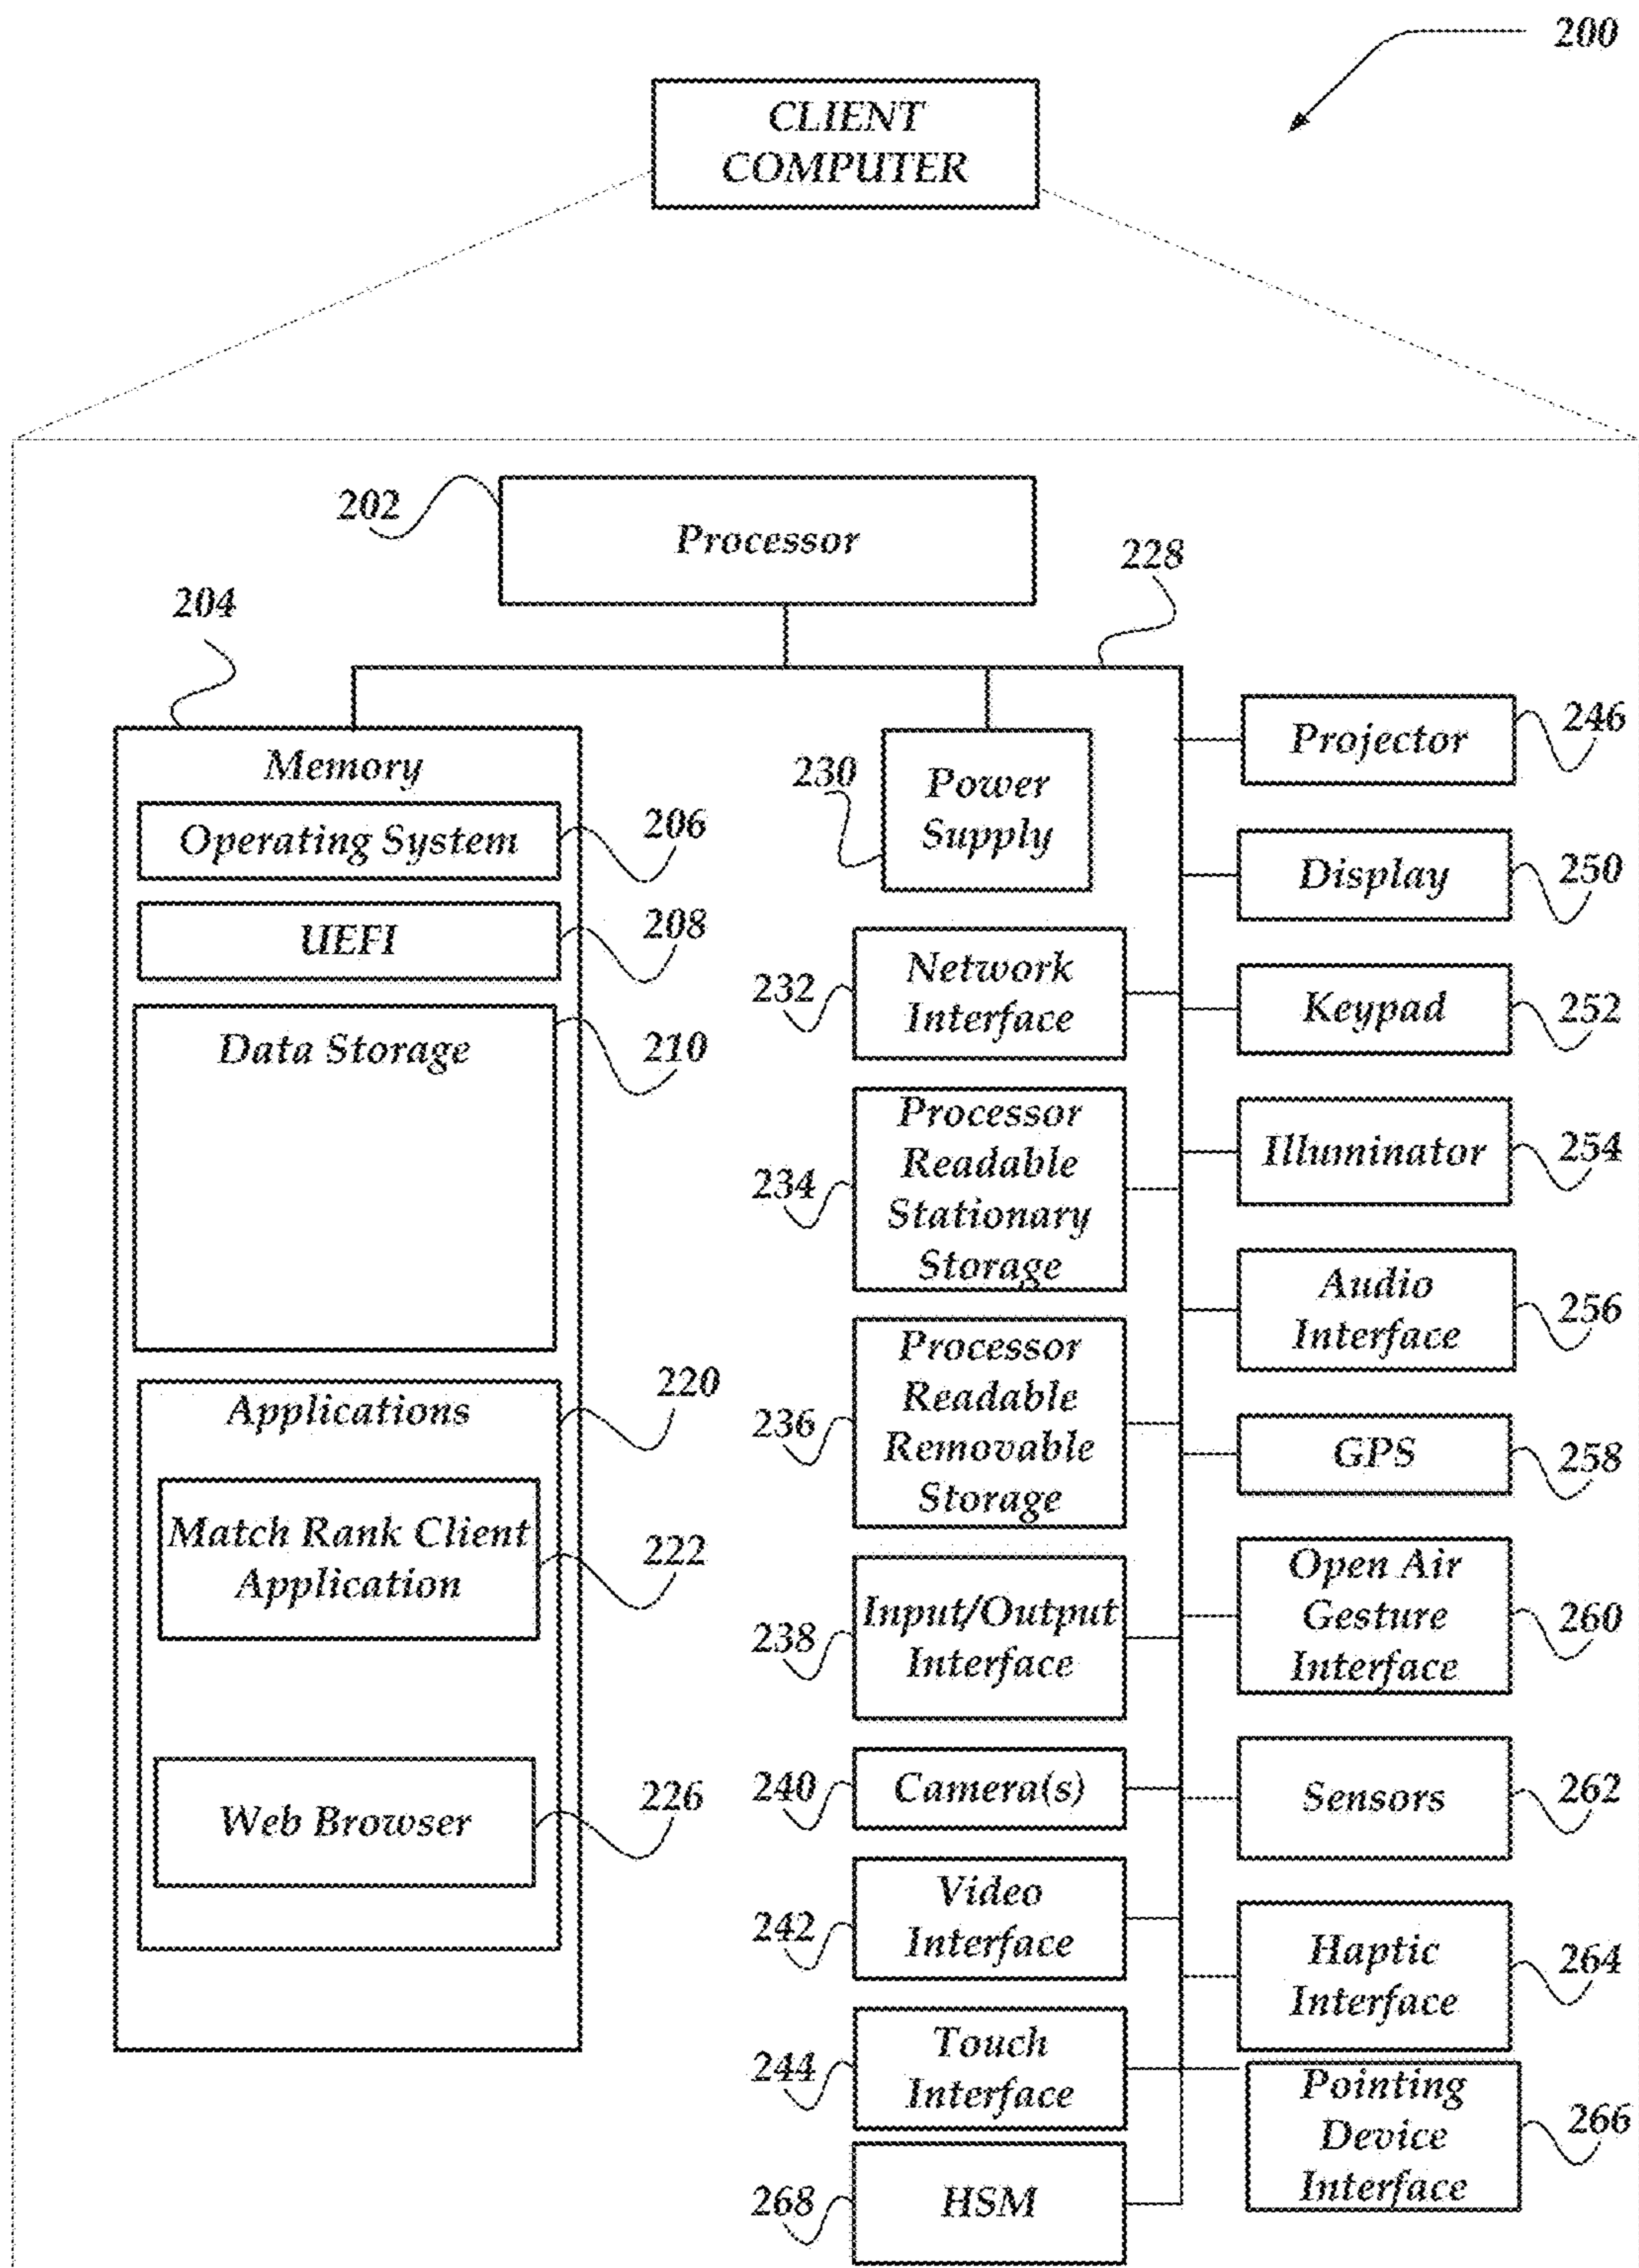 200
CLIENT
COMPUTER
202
Processor
228
204
Memory
Operating System
206
UEFI
208
Data Storage
210
Applications
220
Match Rank Client
Application
222
Web Browser
226
230
Power
Supply
232
Network
Interface
234
Processor
Readable
Stationary
Storage
236
Processor
Readable
Removable
Storage
238
Input/Output
Interface
240
Camera(s)
242
Video
Interface
244
Touch
Interface
268
HSM
Projector
246
Display
250
Keypad
252
Illuminator
254
Audio
Interface
256
GPS
258
Open Air
Gesture
Interface
260
Sensors
262
Haptic
Interface
264
Pointing
Device
Interface
266